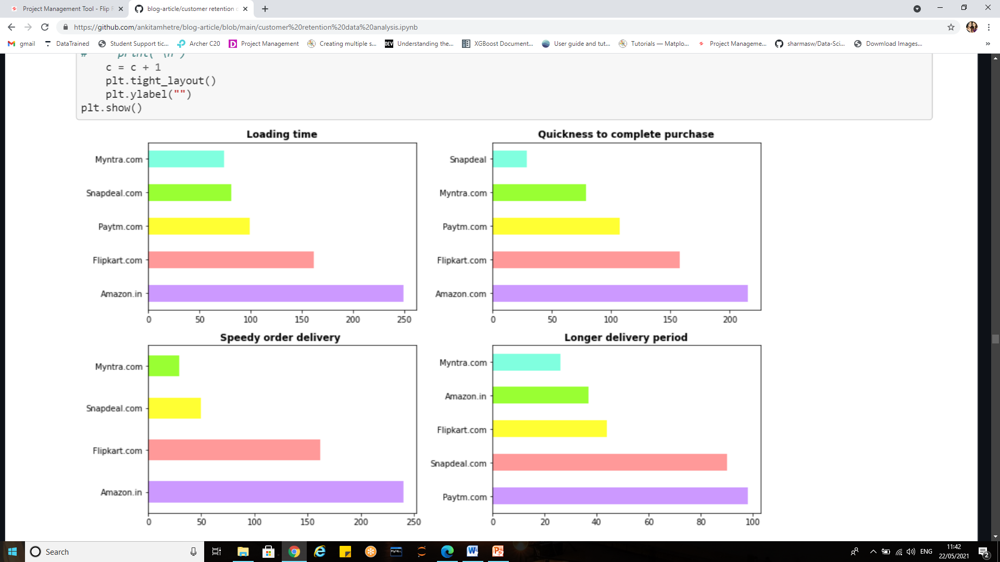 Project Management Tool - Flip R
blog-article/customer retention d
https://github.com/ankitamhetre/blog-article/blob/main/customer%20retention%20data%20analysis.ipynb
gmail
DataTrained
Student Support tic...
Archer C20
Project Management
Creating multiple s...
DEV
Understanding the...
XGBoost Document...
User guide and tut...
Tutorials — Matplo...
Project Manageme...
sharmasw/Data-Sci...
Download Images...
»
# print("\n")
c = c + 1
plt.tight_layout()
plt.ylabel("")
plt.show()
Loading time
Myntra.com
Snapdeal.com
Paytm.com
Flipkart.com
Amazon.in
0 50 100 150 200 250
Quickness to complete purchase
Snapdeal
Myntra.com
Paytm.com
Flipkart.com
Amazon.com
0 50 100 150 200
Speedy order delivery
Myntra.com
Snapdeal.com
Flipkart.com
Amazon.in
0 50 100 150 200 250
Longer delivery period
Myntra.com
Amazon.in
Flipkart.com
Snapdeal.com
Paytm.com
0 20 40 60 80 100
Search
MySQL
ENG
11:42
22/05/2021
2